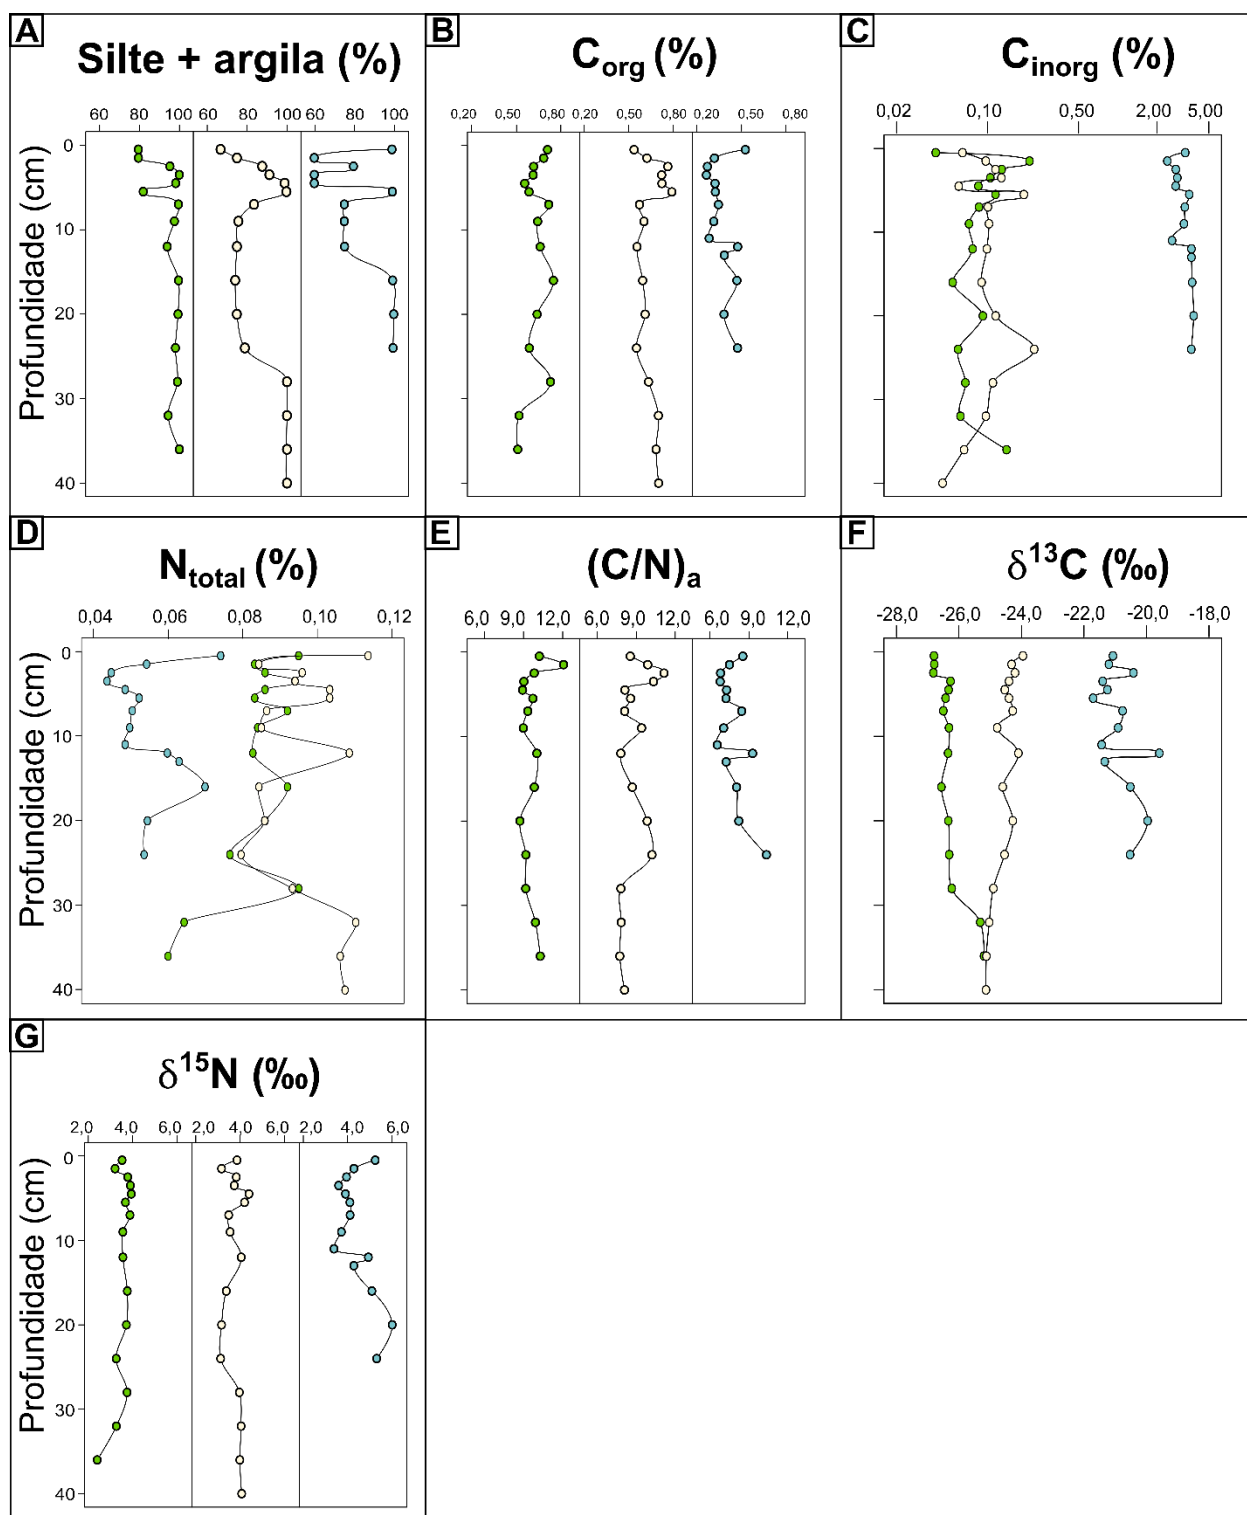 A
Silte + argila (%)
60 80 100 60 80 100 60 80 100
Profundidade (cm)
0
10
20
30
40
B
Corg (%)
0,20 0,50 0,80 0,20 0,50 0,80 0,20 0,50 0,80
C
Cinorg (%)
0,02 0,10 0,50 2,00 5,00
D
Ntotal (%)
0,04 0,06 0,08 0,10 0,12
Profundidade (cm)
0
10
20
30
40
E
(C/N)a
6,0 9,0 12,0 6,0 9,0 12,0 6,0 9,0 12,0
F
δ13C (‰)
-28,0 -26,0 -24,0 -22,0 -20,0 -18,0
G
δ15N (‰)
2,0 4,0 6,0 2,0 4,0 6,0 2,0 4,0 6,0
Profundidade (cm)
0
10
20
30
40